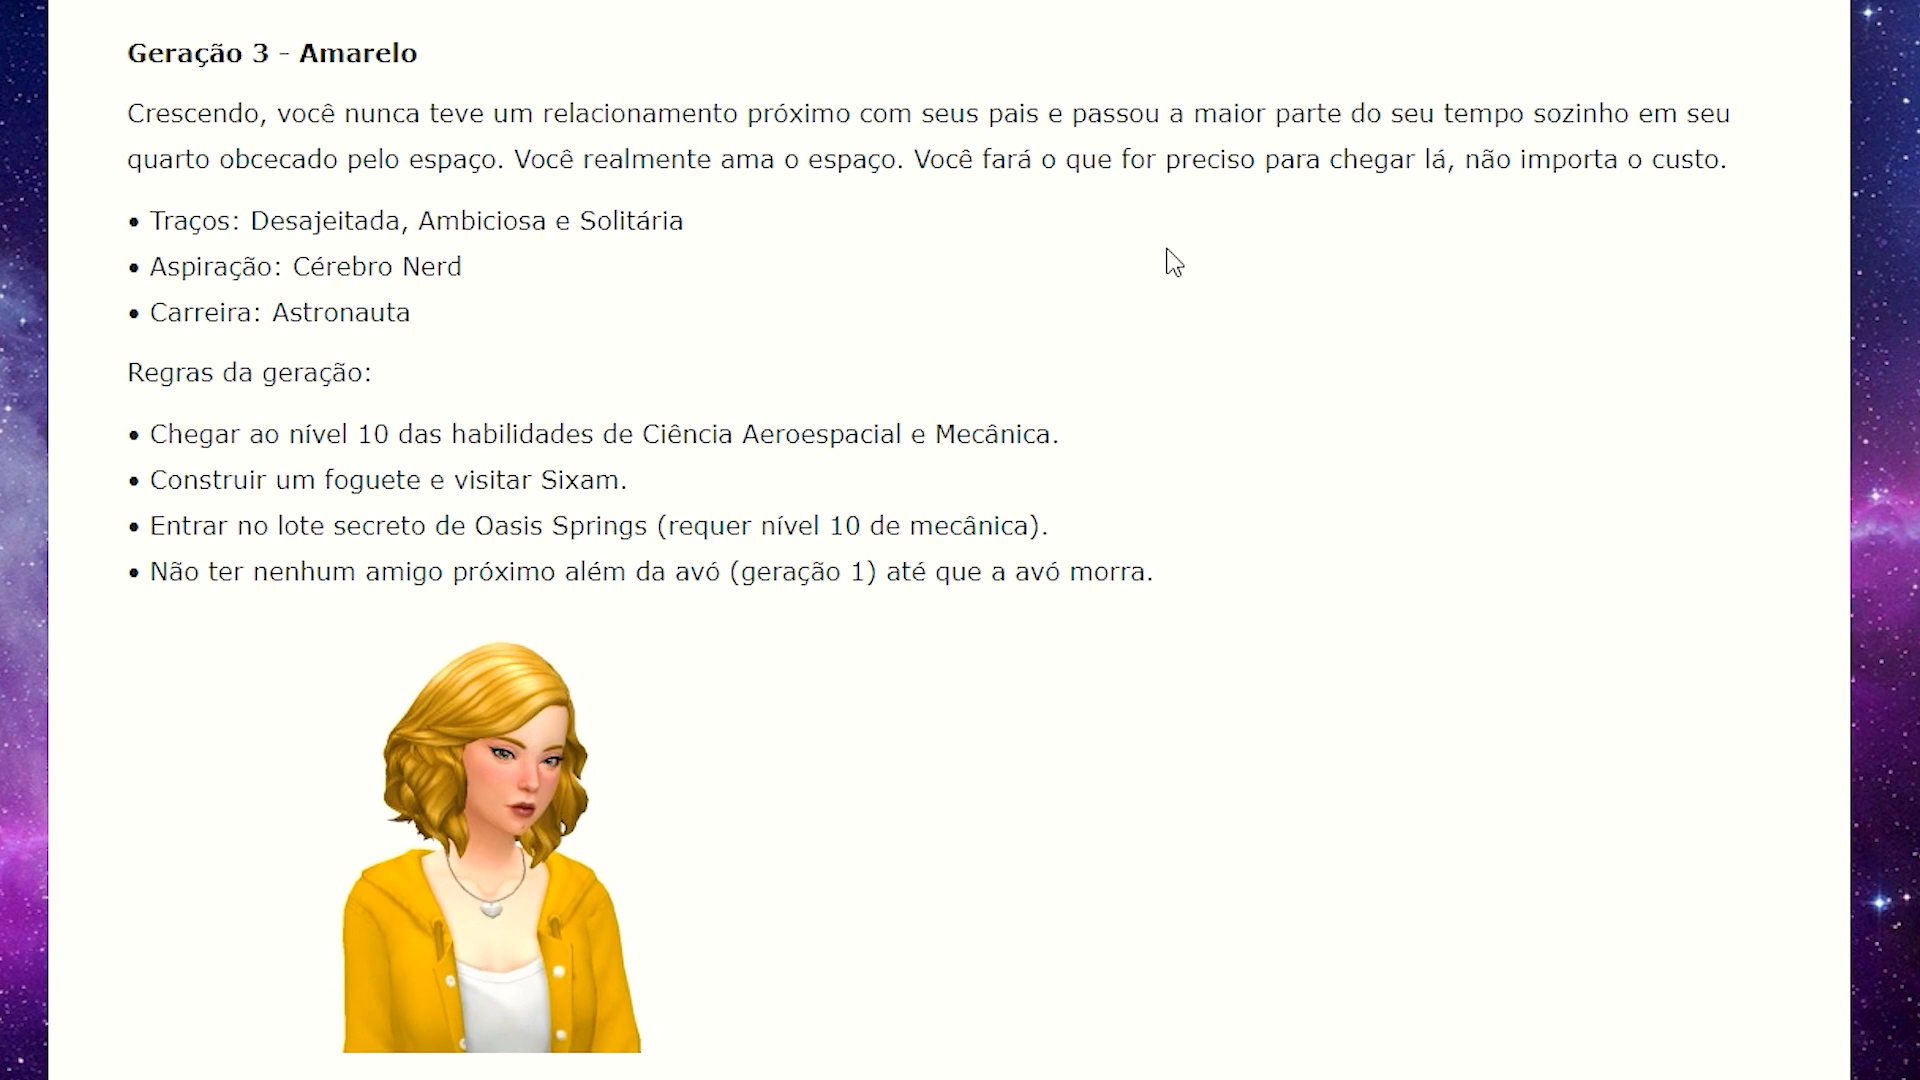 Geração 3 - Amarelo
Crescendo, você nunca teve um relacionamento próximo com seus pais e passou a maior parte do seu tempo sozinho em seu
quarto obcecado pelo espaço. Você realmente ama o espaço. Você fará o que for preciso para chegar lá, não importa o custo.
• Traços: Desajeitada, Ambiciosa e Solitária
• Aspiração: Cérebro Nerd
• Carreira: Astronauta
Regras da geração:
• Chegar ao nível 10 das habilidades de Ciência Aeroespacial e Mecânica.
• Construir um foguete e visitar Sixam.
• Entrar no lote secreto de Oasis Springs (requer nível 10 de mecânica).
• Não ter nenhum amigo próximo além da avó (geração 1) até que a avó morra.